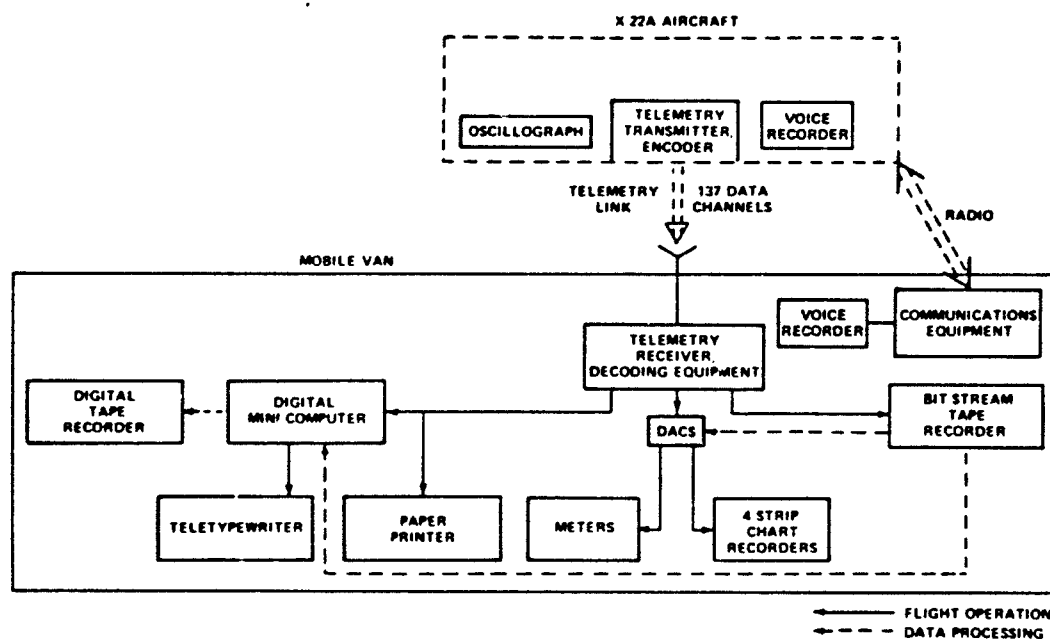 X 22A AIRCRAFT
OSCILLOGRAPH
TELEMETRY
TRANSMITTER,
ENCODER
VOICE
RECORDER
TELEMETRY
LINK
137 DATA
CHANNELS
RADIO
MOBILE VAN
VOICE
RECORDER
COMMUNICATIONS
EQUIPMENT
TELEMETRY
RECEIVER,
DECODING EQUIPMENT
DIGITAL
TAPE
RECORDER
DIGITAL
MINI COMPUTER
DACS
BIT STREAM
TAPE
RECORDER
TELETYPEWRITER
PAPER
PRINTER
METERS
4 STRIP
CHART
RECORDERS
FLIGHT OPERATION
DATA PROCESSING